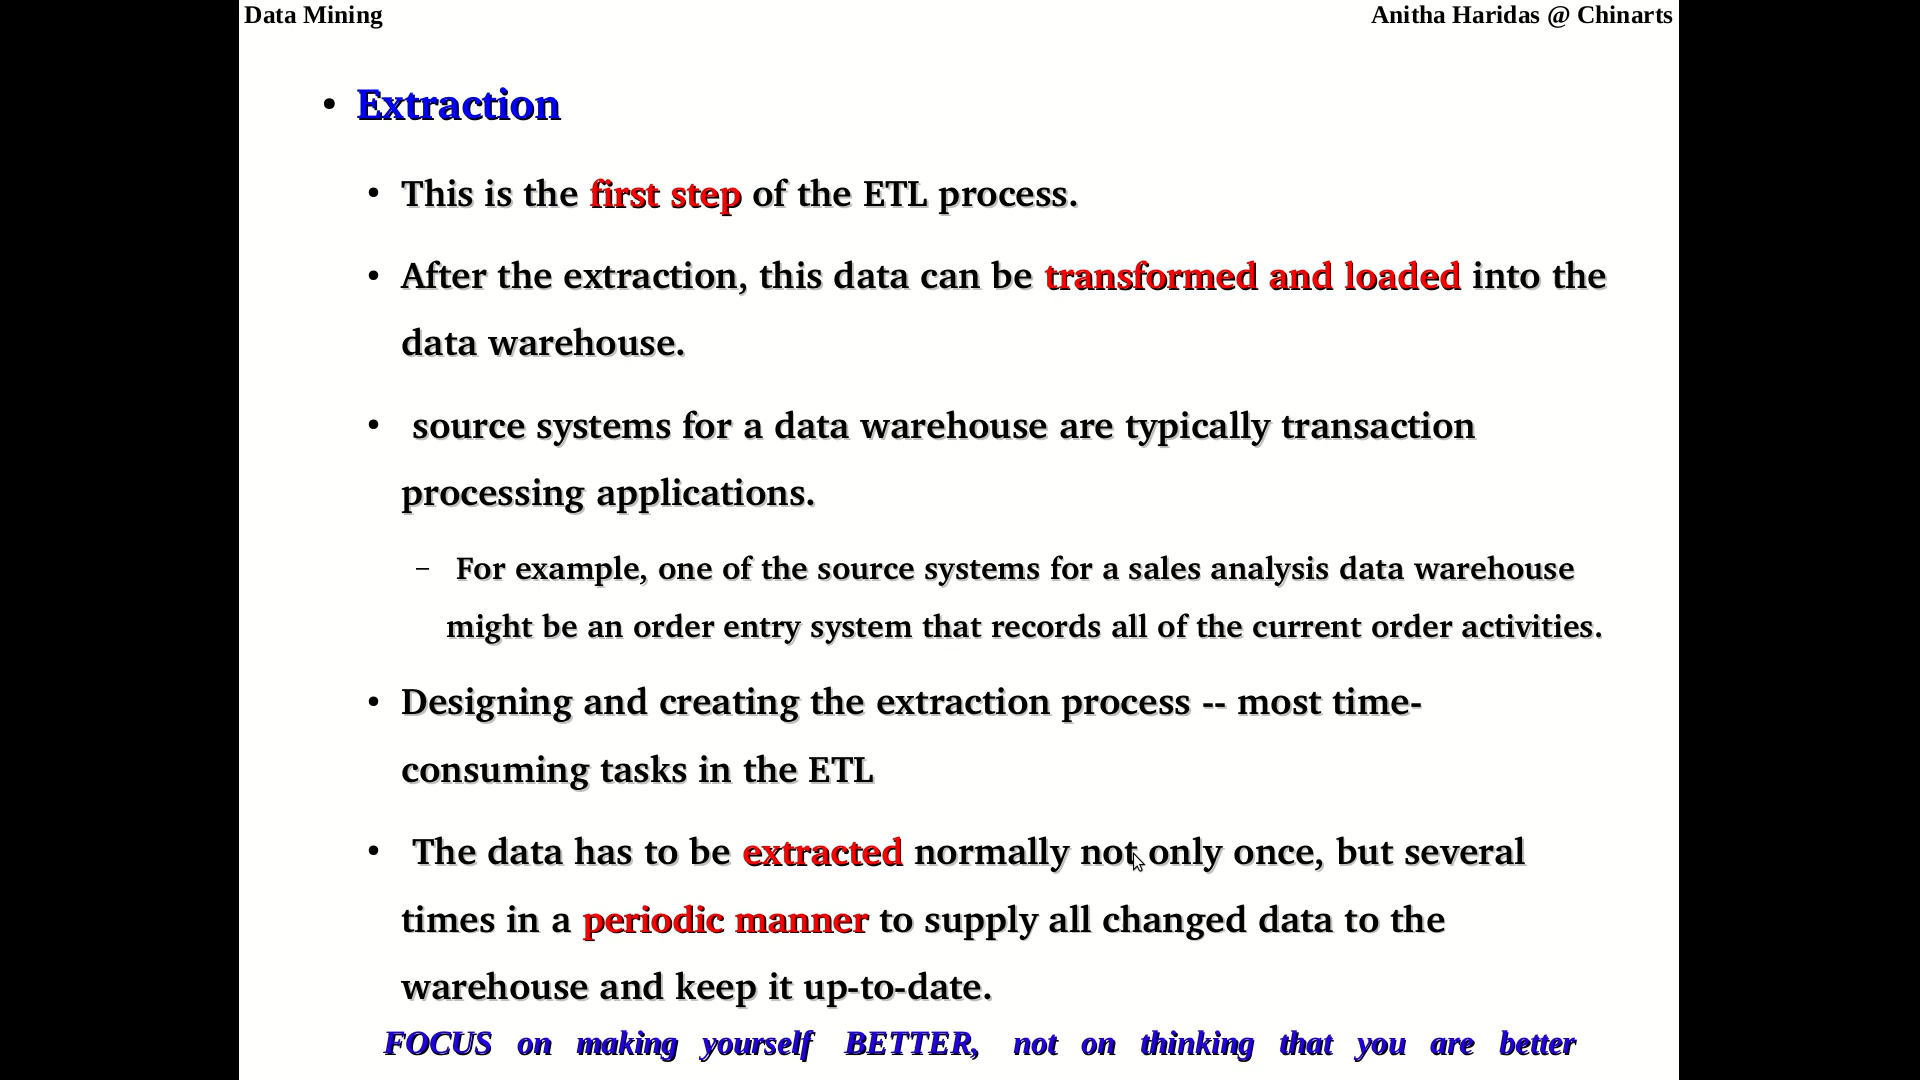 Data Mining
Anitha Haridas @ Chinarts
• Extraction
• This is the first step of the ETL process.
• After the extraction, this data can be transformed and loaded into the
data warehouse.
• source systems for a data warehouse are typically transaction
processing applications.
– For example, one of the source systems for a sales analysis data warehouse
might be an order entry system that records all of the current order activities.
• Designing and creating the extraction process -- most time-
consuming tasks in the ETL
• The data has to be extracted normally not only once, but several
times in a periodic manner to supply all changed data to the
warehouse and keep it up-to-date.
FOCUS on making yourself BETTER, not on thinking that you are better